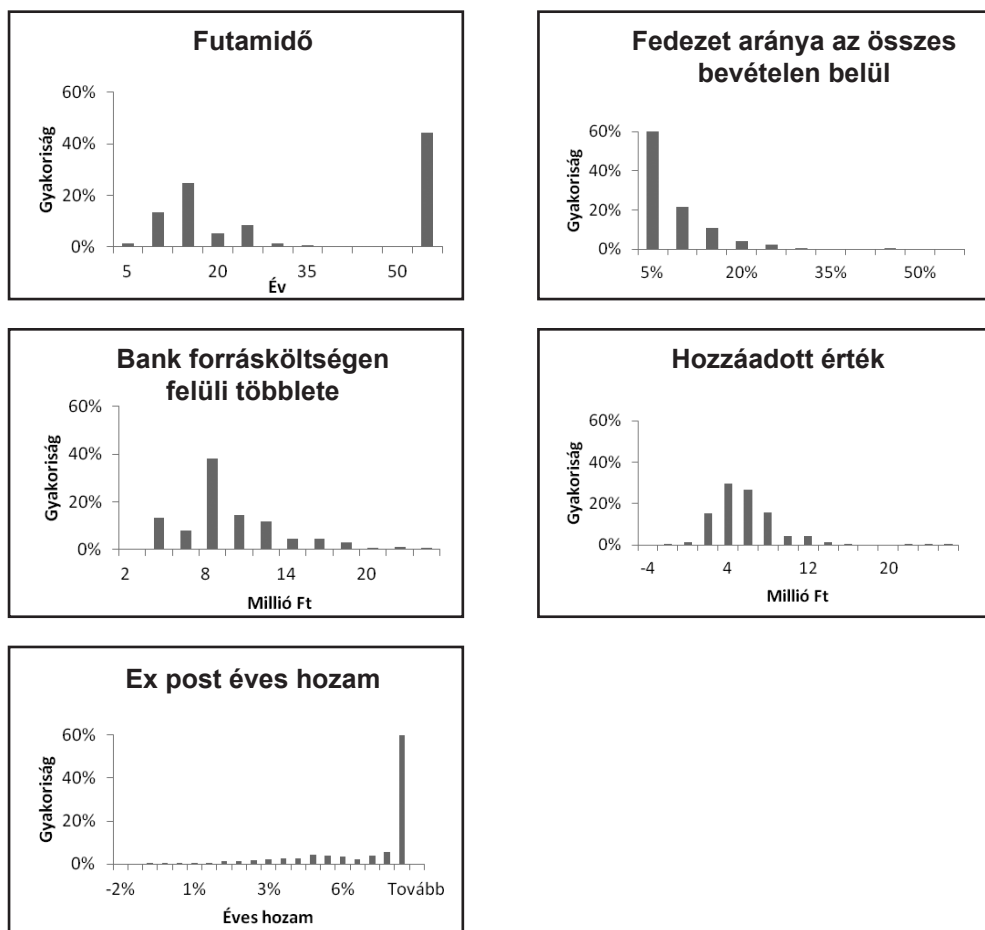 Futamidő
60%
40%
20%
0%
Gyakoriság
5 20 35 50
Év
Fedezet aránya az összes
bevételen belül
60%
40%
20%
0%
Gyakoriság
5% 20% 35% 50%
Bank forrásköltségen
felüli többlete
60%
40%
20%
0%
Gyakoriság
2 8 14 20
Millió Ft
Hozzáadott érték
60%
40%
20%
0%
Gyakoriság
-4 4 12 20
Millió Ft
Ex post éves hozam
60%
40%
20%
0%
Gyakoriság
-2% 1% 3% 6% Tovább
Éves hozam